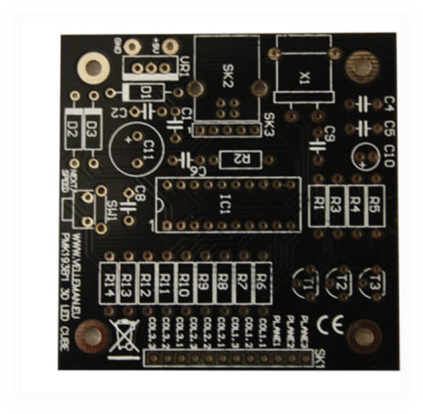 GND
+9V
VR1
D1
C2
C1
SK2
SK3
X1
C4
C5
C9
C10
D2
D3
C11
C6
R2
NEXT
SPEED
SW1
C8
IC1
R1
R3
R4
R5
WWW.VELLEMAN.EU
PMK193B1 3D LED CUBE
R14
R13
R12
R11
R10
R9
R8
R7
R6
T1
T2
T3
COL3,3
COL3,2
COL3,1
COL2,3
COL2,2
COL2,1
COL1,3
COL1,2
COL1,1
PLANE1
PLANE2
PLANE3
SK1
CE